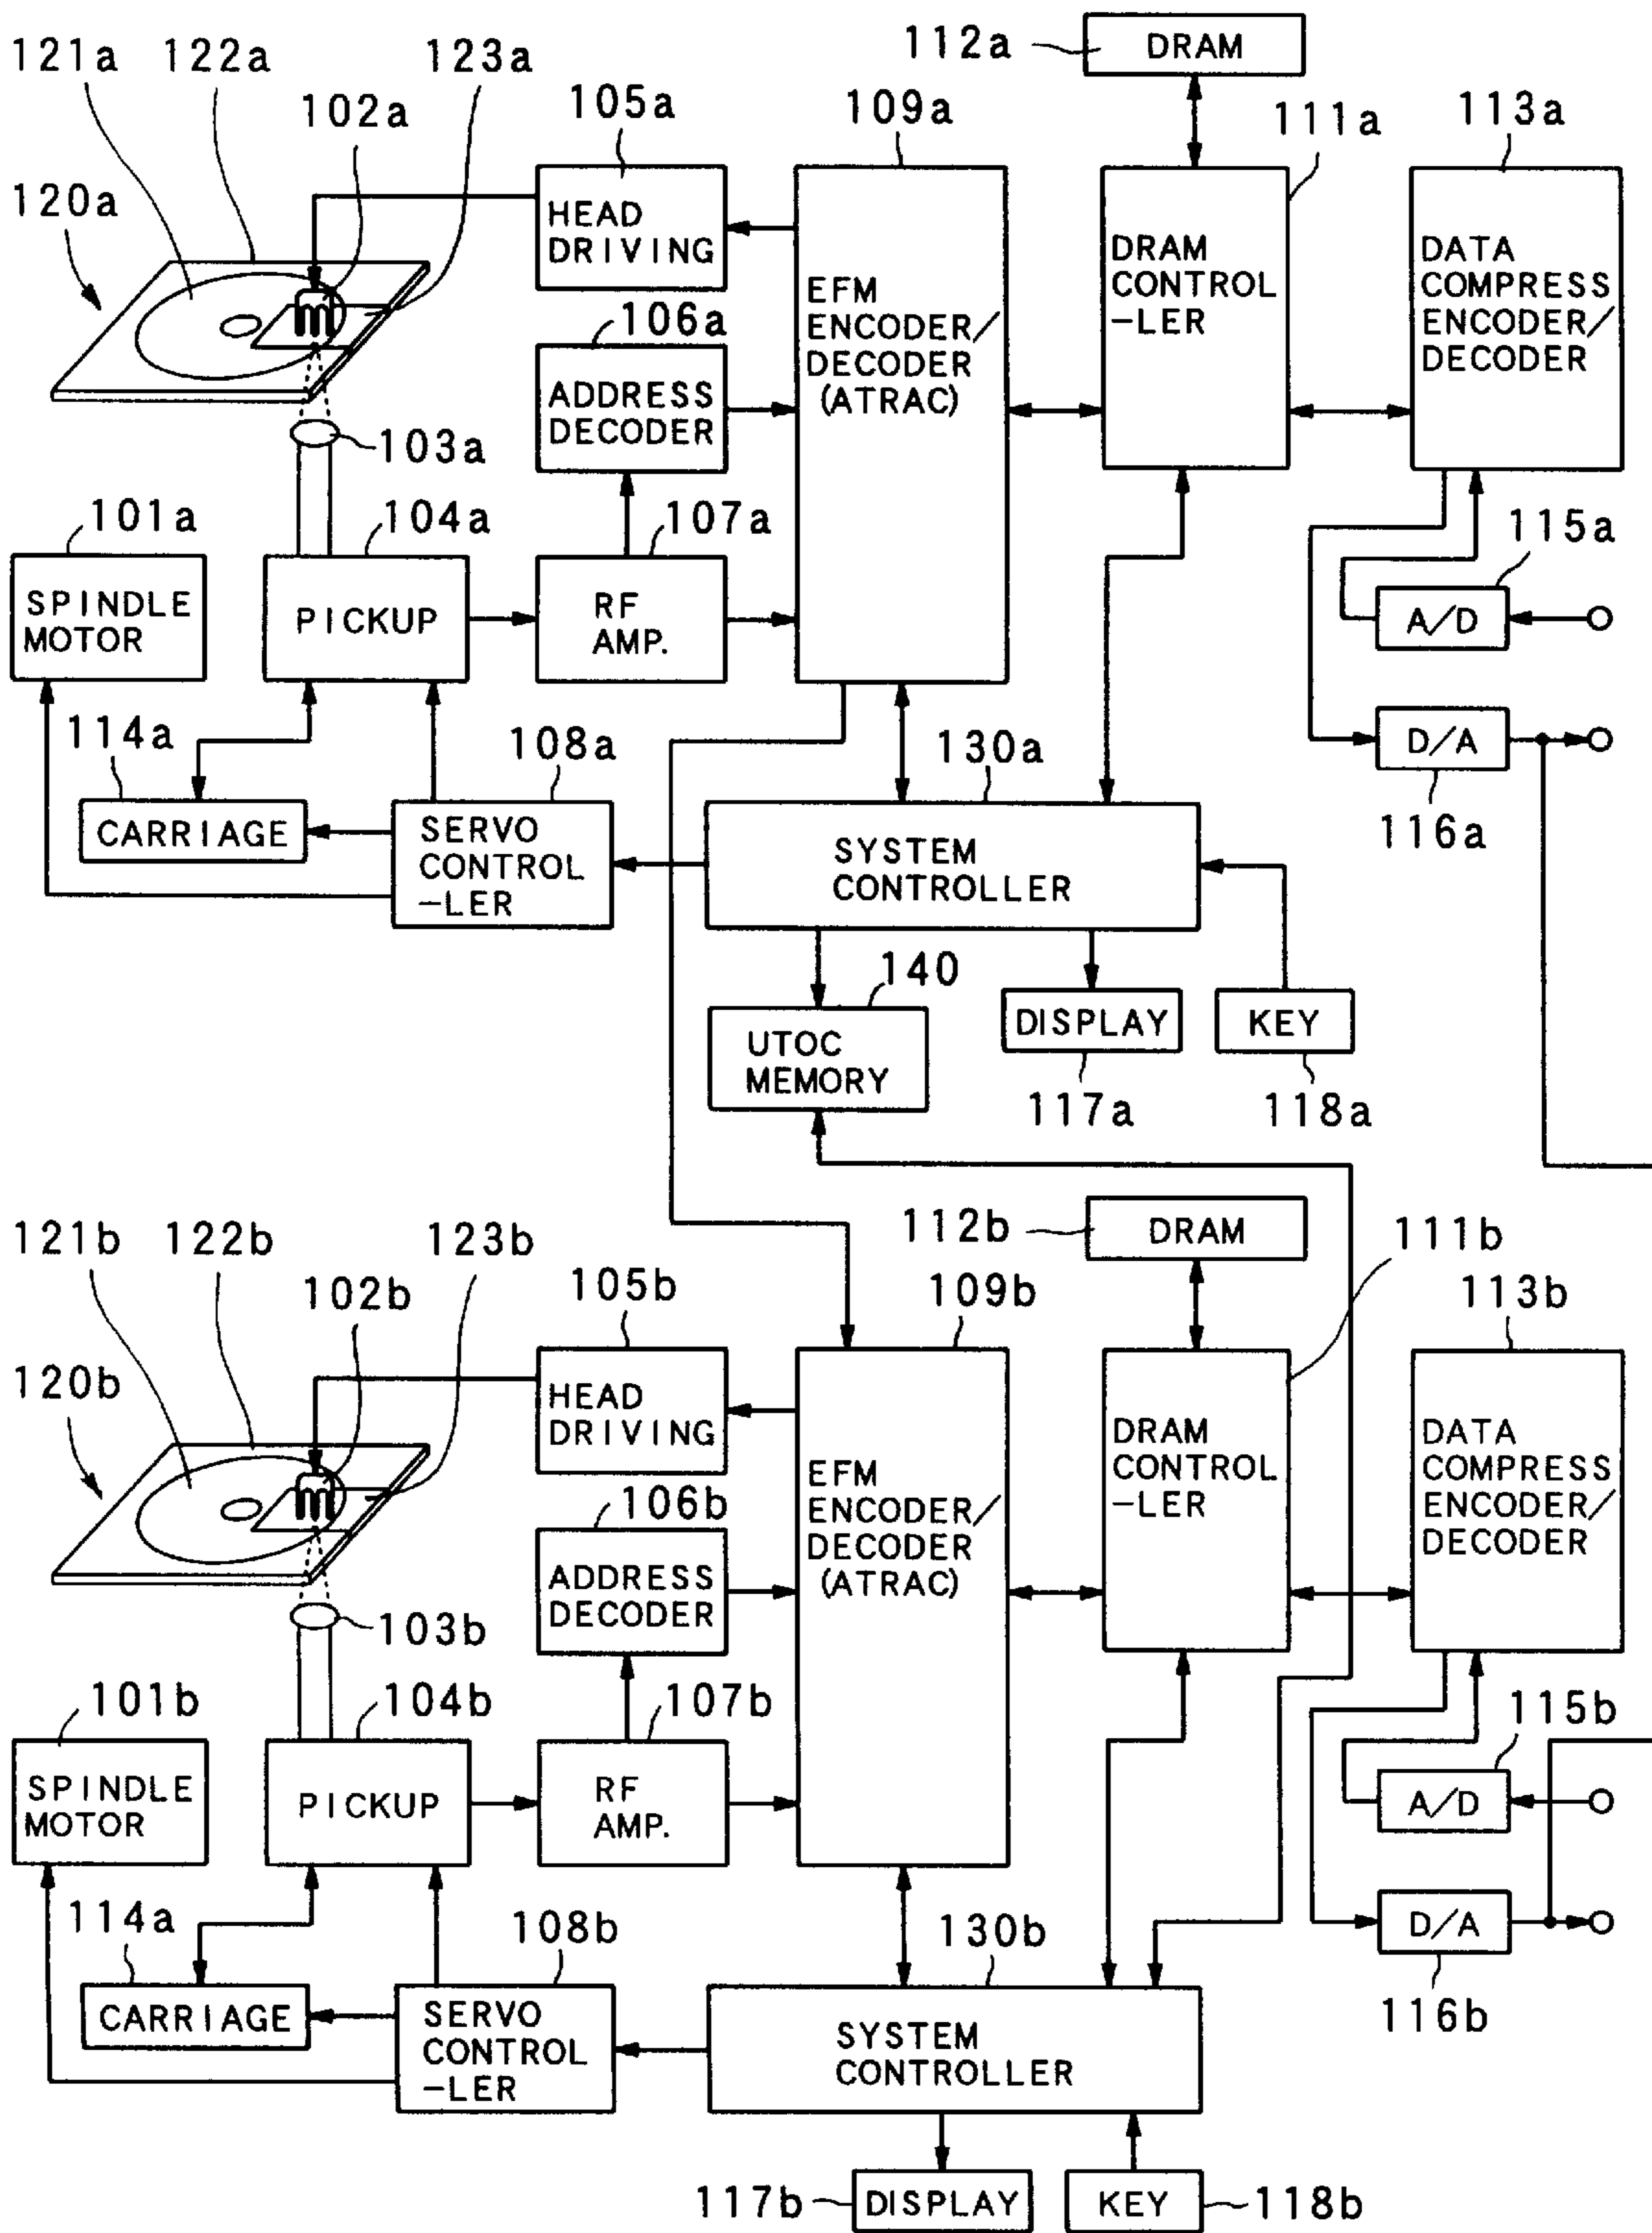 112a
DRAM
121a
122a
123a
102a
105a
109a
111a
113a
120a
HEAD
DRIVING
EFM
ENCODER/
DECODER
(ATRAC)
DRAM
CONTROL
-LER
DATA
COMPRESS
ENCODER/
DECODER
106a
ADDRESS
DECODER
103a
101a
104a
107a
115a
SPINDLE
MOTOR
PICKUP
RF
AMP.
A/D
114a
108a
130a
D/A
116a
CARRIAGE
SERVO
CONTROL
-LER
SYSTEM
CONTROLLER
140
UTOC
MEMORY
DISPLAY
KEY
117a
118a
112b
DRAM
121b
122b
123b
102b
105b
109b
111b
113b
120b
HEAD
DRIVING
EFM
ENCODER/
DECODER
(ATRAC)
DRAM
CONTROL
-LER
DATA
COMPRESS
ENCODER/
DECODER
106b
ADDRESS
DECODER
103b
101b
104b
107b
115b
SPINDLE
MOTOR
PICKUP
RF
AMP.
A/D
114a
108b
130b
D/A
116b
CARRIAGE
SERVO
CONTROL
-LER
SYSTEM
CONTROLLER
117b
DISPLAY
KEY
118b